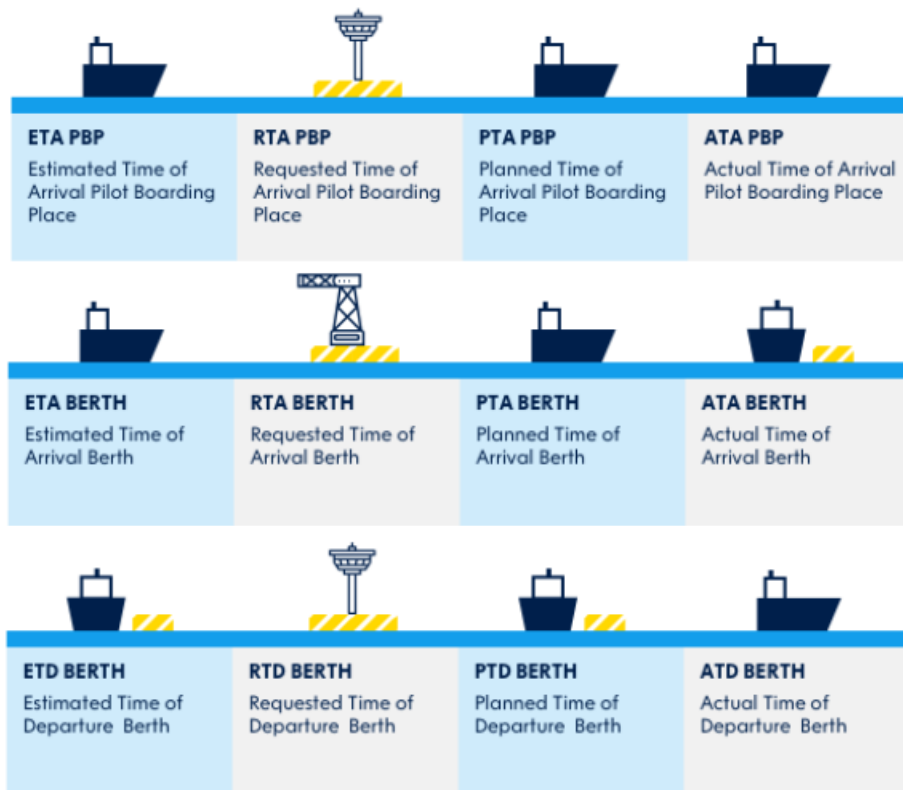 ETA PBP
Estimated Time of
Arrival Pilot Boarding
Place
RTA PBP
Requested Time of
Arrival Pilot Boarding
Place
PTA PBP
Planned Time of
Arrival Pilot Boarding
Place
ATA PBP
Actual Time of Arrival
Pilot Boarding Place
ETA BERTH
Estimated Time of
Arrival Berth
RTA BERTH
Requested Time of
Arrival Berth
PTA BERTH
Planned Time of
Arrival Berth
ATA BERTH
Actual Time of
Arrival Berth
ETD BERTH
Estimated Time of
Departure Berth
RTD BERTH
Requested Time of
Departure Berth
PTD BERTH
Planned Time of
Departure Berth
ATD BERTH
Actual Time of
Departure Berth